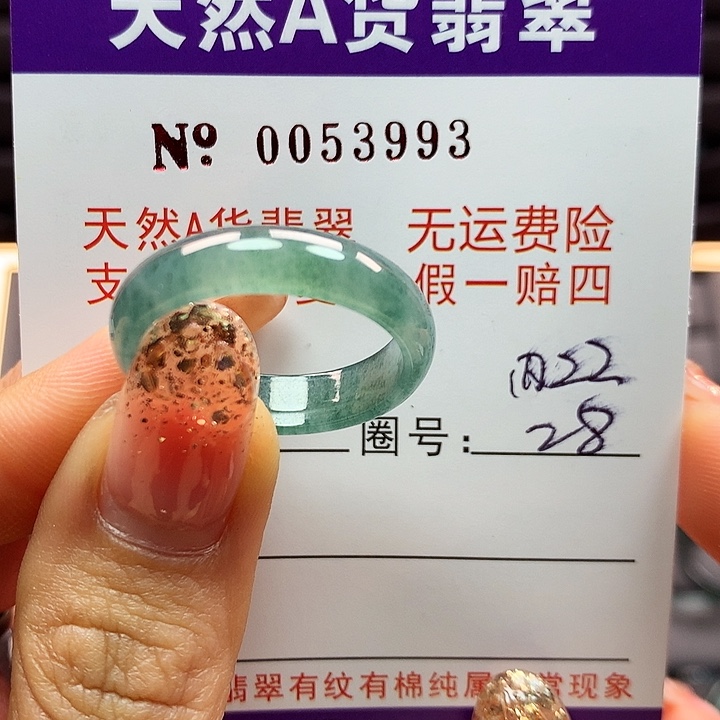 天然A货翡翠
Nº 0053993
天然A货翡翠 无运费险
支 假一赔四
内22
圈号: 28
翡翠有纹有棉纯属 常现象